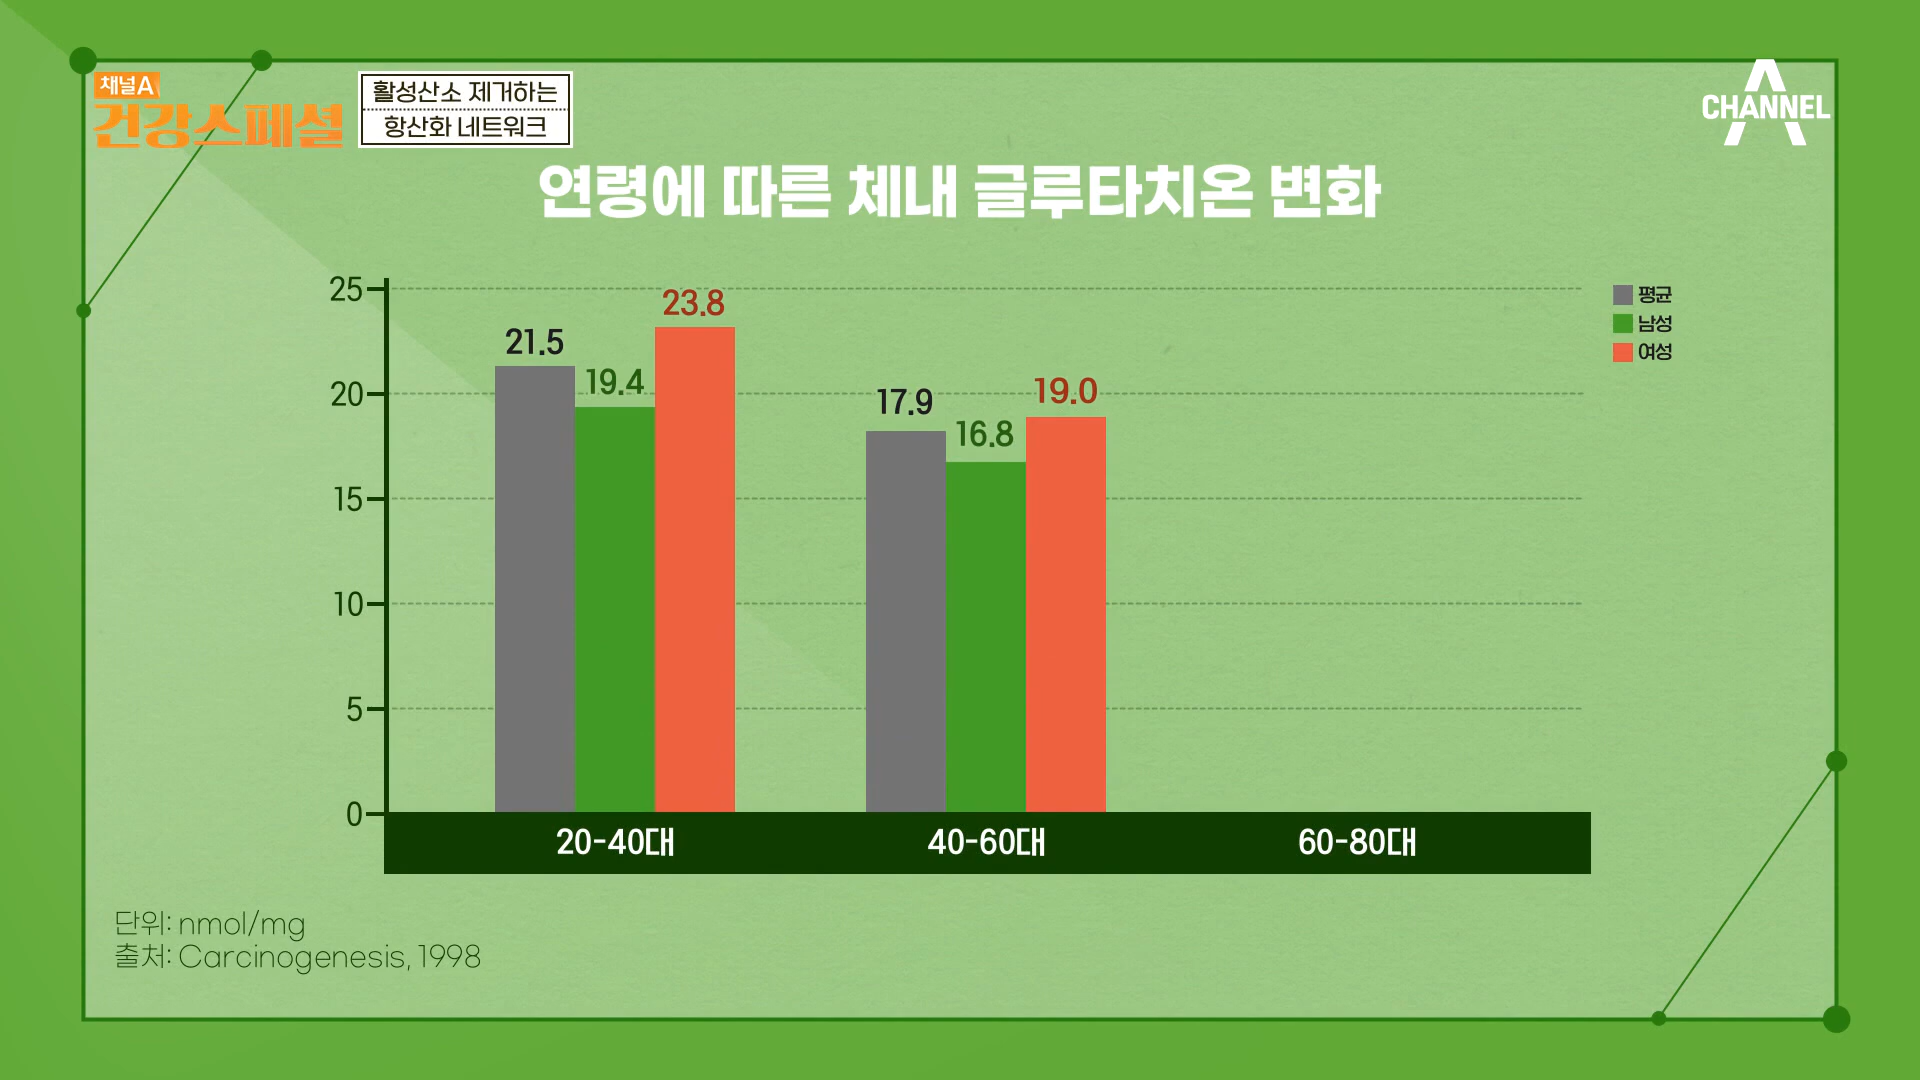 채널A
건강스페셜
활성산소 제거하는
항산화 네트워크
CHANNEL A
연령에 따른 체내 글루타치온 변화
25
20
15
10
5
0
21.5
19.4
23.8
17.9
16.8
19.0
평균
남성
여성
20-40대
40-60대
60-80대
단위: nmol/mg
출처: Carcinogenesis, 1998